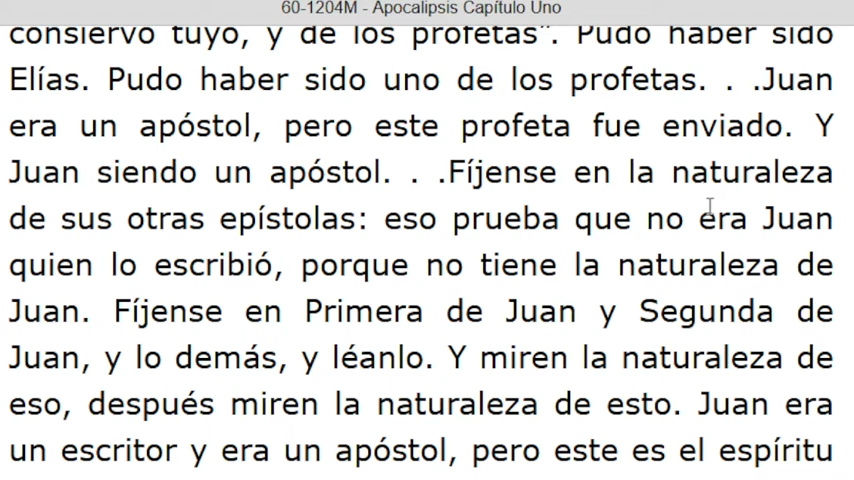 60-1204M - Apocalipsis Capítulo Uno
consiervo tuyo, y de los profetas”. Pudo haber sido
Elías. Pudo haber sido uno de los profetas. . .Juan
era un apóstol, pero este profeta fue enviado. Y
Juan siendo un apóstol. . .Fíjense en la naturaleza
de sus otras epístolas: eso prueba que no era Juan
quien lo escribió, porque no tiene la naturaleza de
Juan. Fíjense en Primera de Juan y Segunda de
Juan, y lo demás, y léanlo. Y miren la naturaleza de
eso, después miren la naturaleza de esto. Juan era
un escritor y era un apóstol, pero este es el espíritu